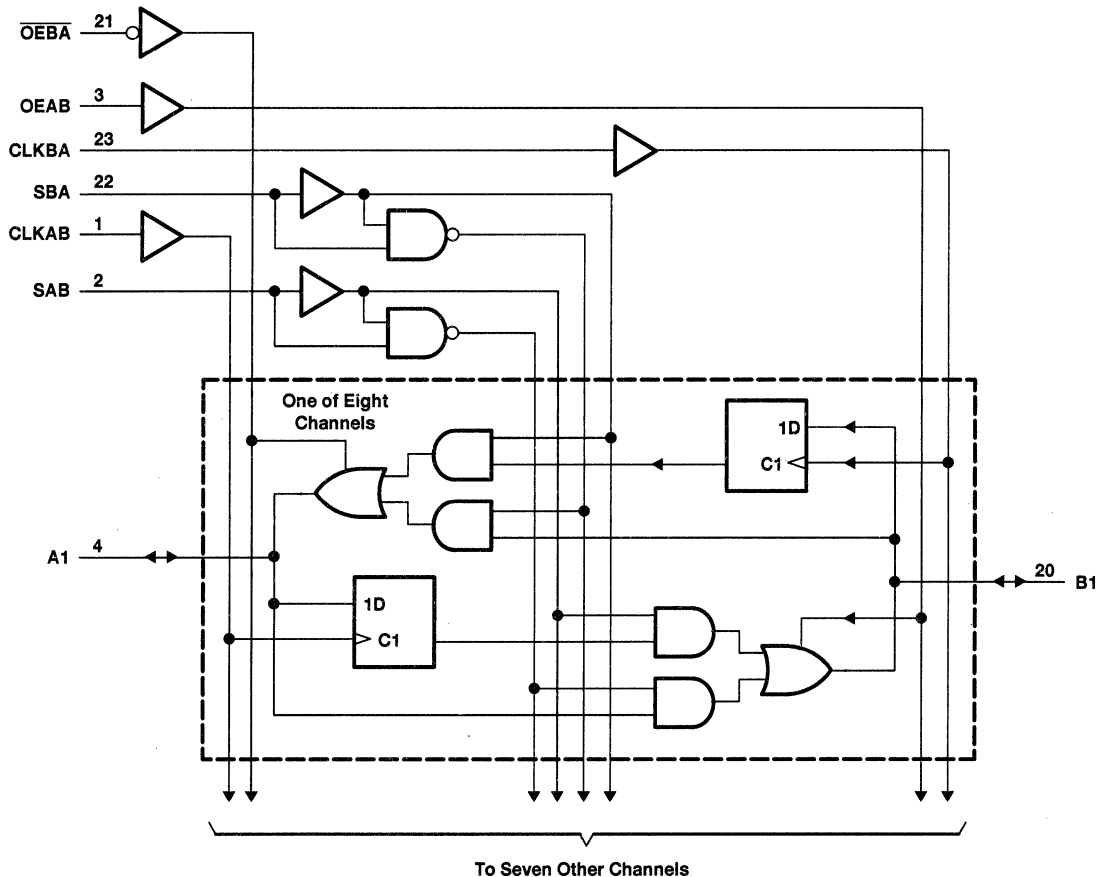 O̅E̅B̅A̅ 21
OEAB 3
CLKBA 23
SBA 22
CLKAB 1
SAB 2
One of Eight
Channels
1D
C1
A1 4
20 B1
1D
C1
To Seven Other Channels